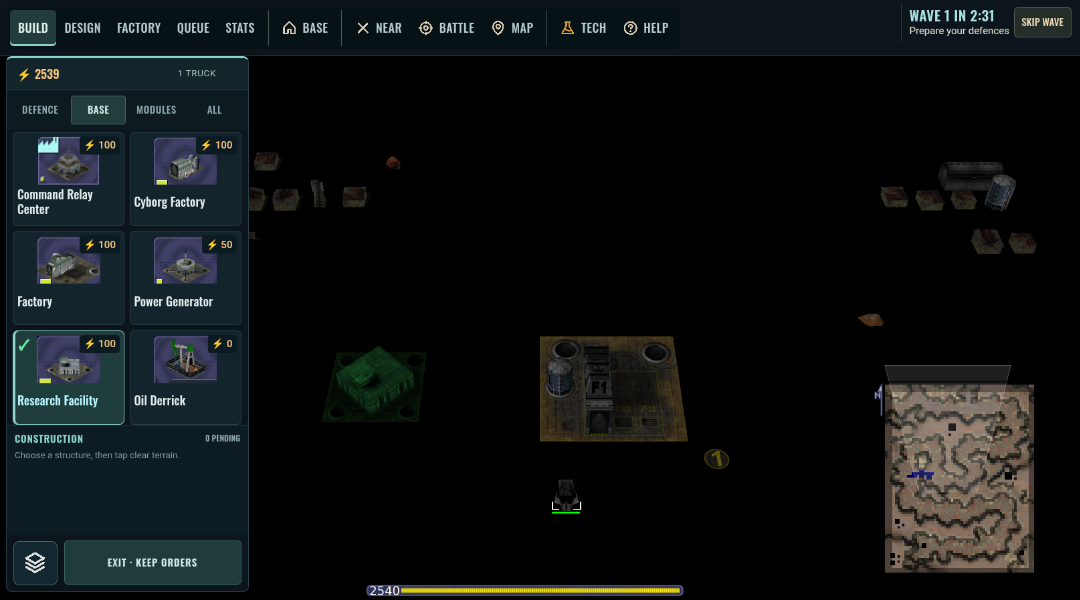 BUILD DESIGN FACTORY QUEUE STATS BASE NEAR BATTLE MAP TECH HELP
WAVE 1 IN 2:31
Prepare your defences
SKIP WAVE
2539
1 TRUCK
DEFENCE BASE MODULES ALL
100
Command Relay
Center
100
Cyborg Factory
100
Factory
50
Power Generator
100
Research Facility
0
Oil Derrick
CONSTRUCTION
0 PENDING
Choose a structure, then tap clear terrain.
EXIT - KEEP ORDERS
1
N
2540